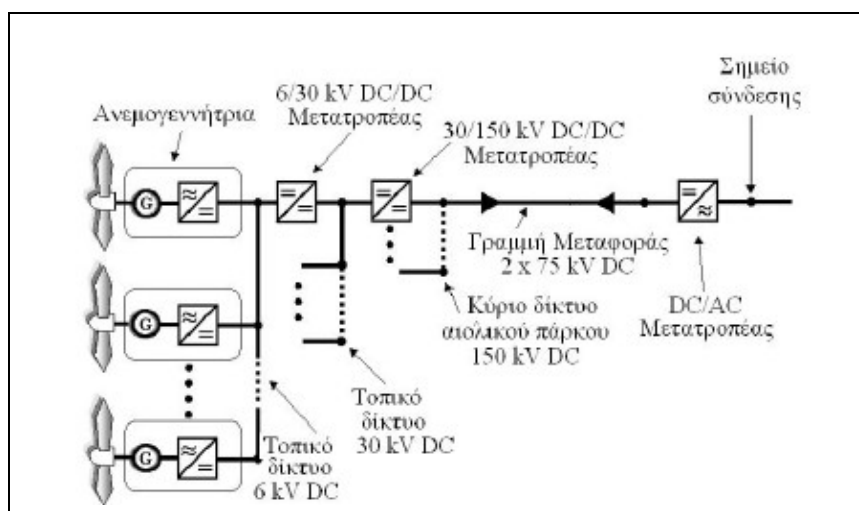 Σημείο
σύνδεσης
6/30 kV DC/DC
Μετατροπέας
Ανεμογεννήτρια
30/150 kV DC/DC
Μετατροπέας
G
Γραμμή Μεταφοράς
2 x 75 kV DC
G
Κύριο δίκτυο
αιολικού πάρκου
150 kV DC
DC/AC
Μετατροπέας
Τοπικό
δίκτυο
30 kV DC
G
Τοπικό
δίκτυο
6 kV DC